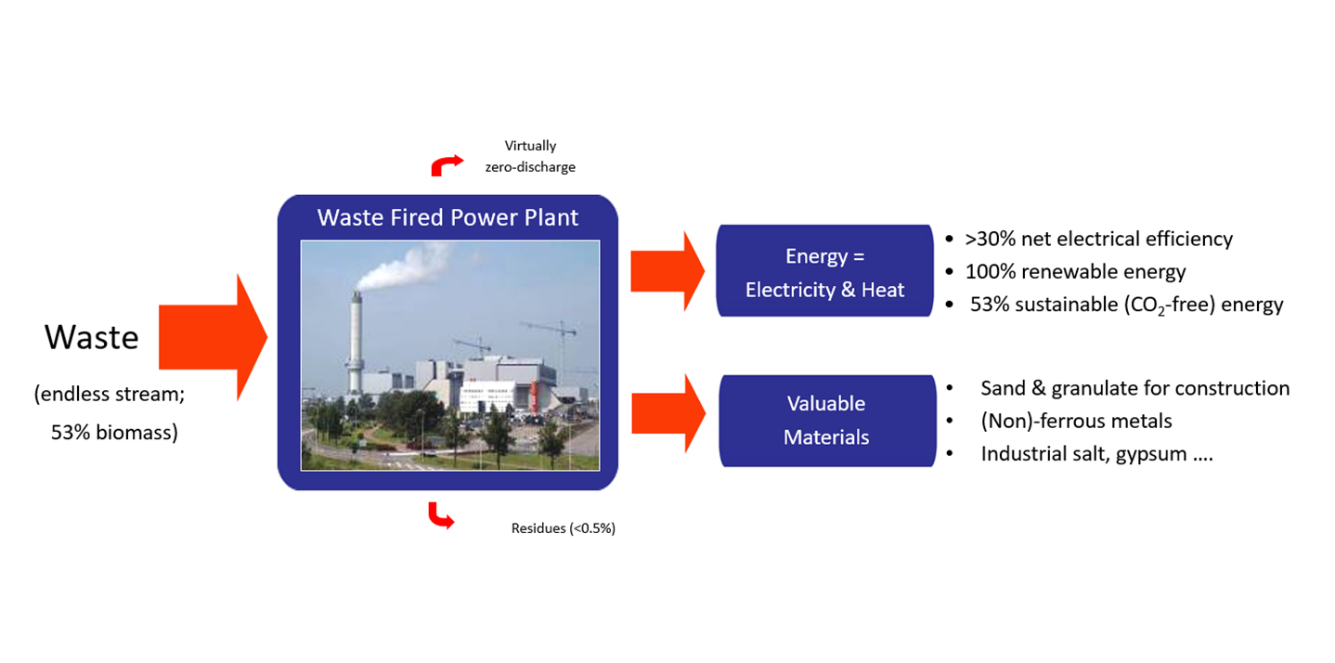 Virtually
zero-discharge
Waste Fired Power Plant
Waste
(endless stream;
53% biomass)
Energy =
Electricity & Heat
• >30% net electrical efficiency
• 100% renewable energy
• 53% sustainable (CO₂-free) energy
Valuable
Materials
• Sand & granulate for construction
• (Non)-ferrous metals
• Industrial salt, gypsum ....
Residues (<0.5%)